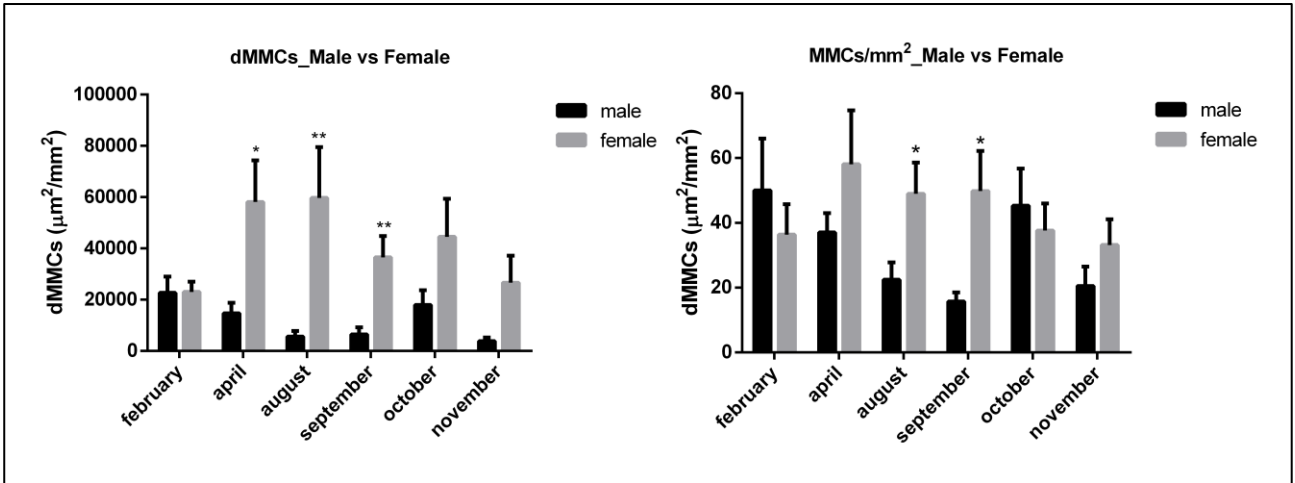 dMMCs_Male vs Female
dMMCs (μm²/mm²)
100000
80000
60000
40000
20000
0
*
**
**
february
april
august
september
october
november
male
female
MMCs/mm²_Male vs Female
dMMCs (μm²/mm²)
80
60
40
20
0
*
*
february
april
august
september
october
november
male
female